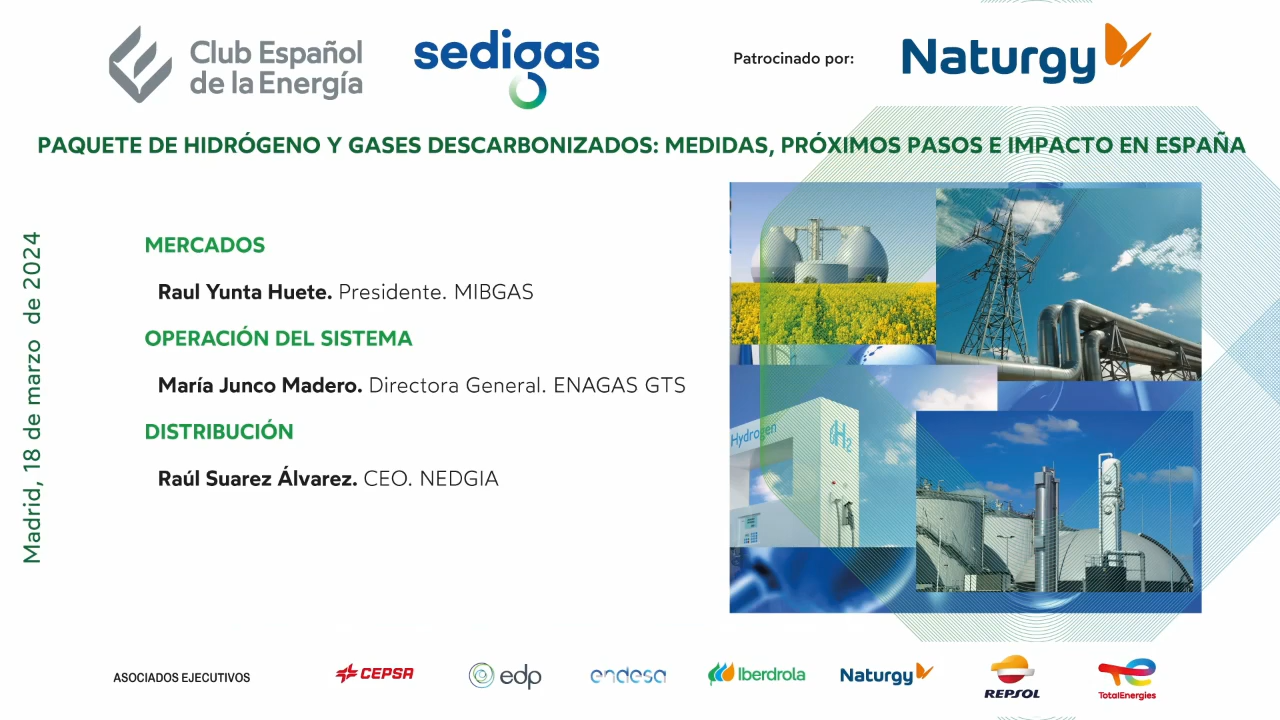 Club Español
de la Energía
sedigas
Patrocinado por:
Naturgy
PAQUETE DE HIDRÓGENO Y GASES DESCARBONIZADOS: MEDIDAS, PRÓXIMOS PASOS E IMPACTO EN ESPAÑA
Madrid, 18 de marzo de 2024
MERCADOS
Raul Yunta Huete. Presidente. MIBGAS
OPERACIÓN DEL SISTEMA
María Junco Madero. Directora General. ENAGAS GTS
DISTRIBUCIÓN
Raúl Suarez Álvarez. CEO. NEDGIA
Hydrogen
H2
ASOCIADOS EJECUTIVOS
CEPSA
edp
endesa
Iberdrola
Naturgy
REPSOL
TotalEnergies